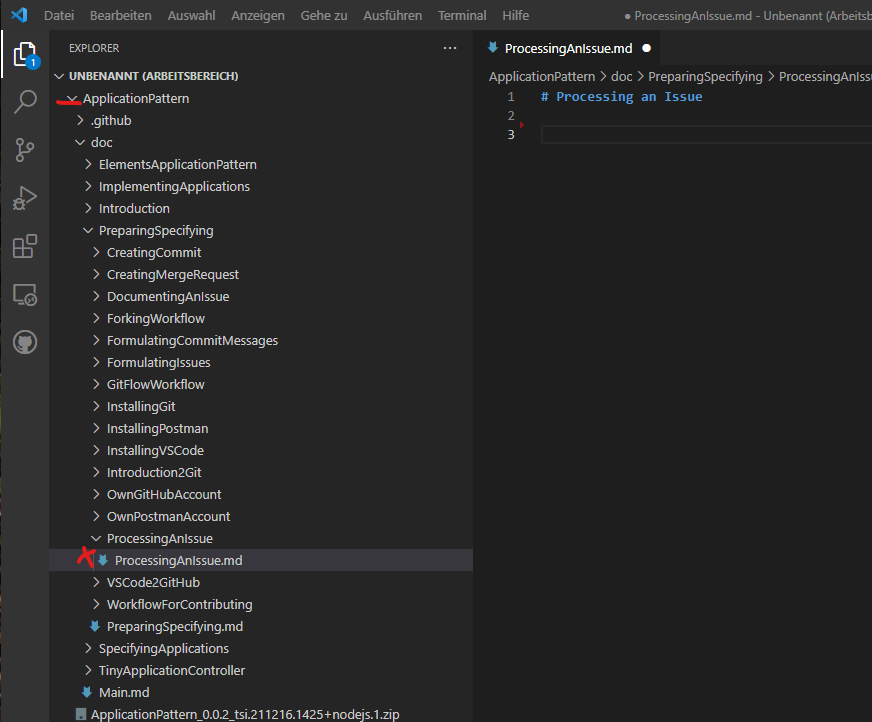 Datei Bearbeiten Auswahl Anzeigen Gehe zu Ausführen Terminal Hilfe ● ProcessingAnIssue.md - Unbenannt (Arbeitsb
EXPLORER ...
ProcessingAnIssue.md ●
1
UNBENANNT (ARBEITSBEREICH)
ApplicationPattern > doc > PreparingSpecifying > ProcessingAnIssu
ApplicationPattern
1 # Processing an Issue
.github
2
doc
3
ElementsApplicationPattern
ImplementingApplications
Introduction
PreparingSpecifying
CreatingCommit
CreatingMergeRequest
DocumentingAnIssue
ForkingWorkflow
FormulatingCommitMessages
FormulatingIssues
GitFlowWorkflow
InstallingGit
InstallingPostman
InstallingVSCode
Introduction2Git
OwnGitHubAccount
OwnPostmanAccount
ProcessingAnIssue
ProcessingAnIssue.md
VSCode2GitHub
WorkflowForContributing
PreparingSpecifying.md
SpecifyingApplications
TinyApplicationController
Main.md
ApplicationPattern_0.0.2_tsi.211216.1425+nodejs.1.zip